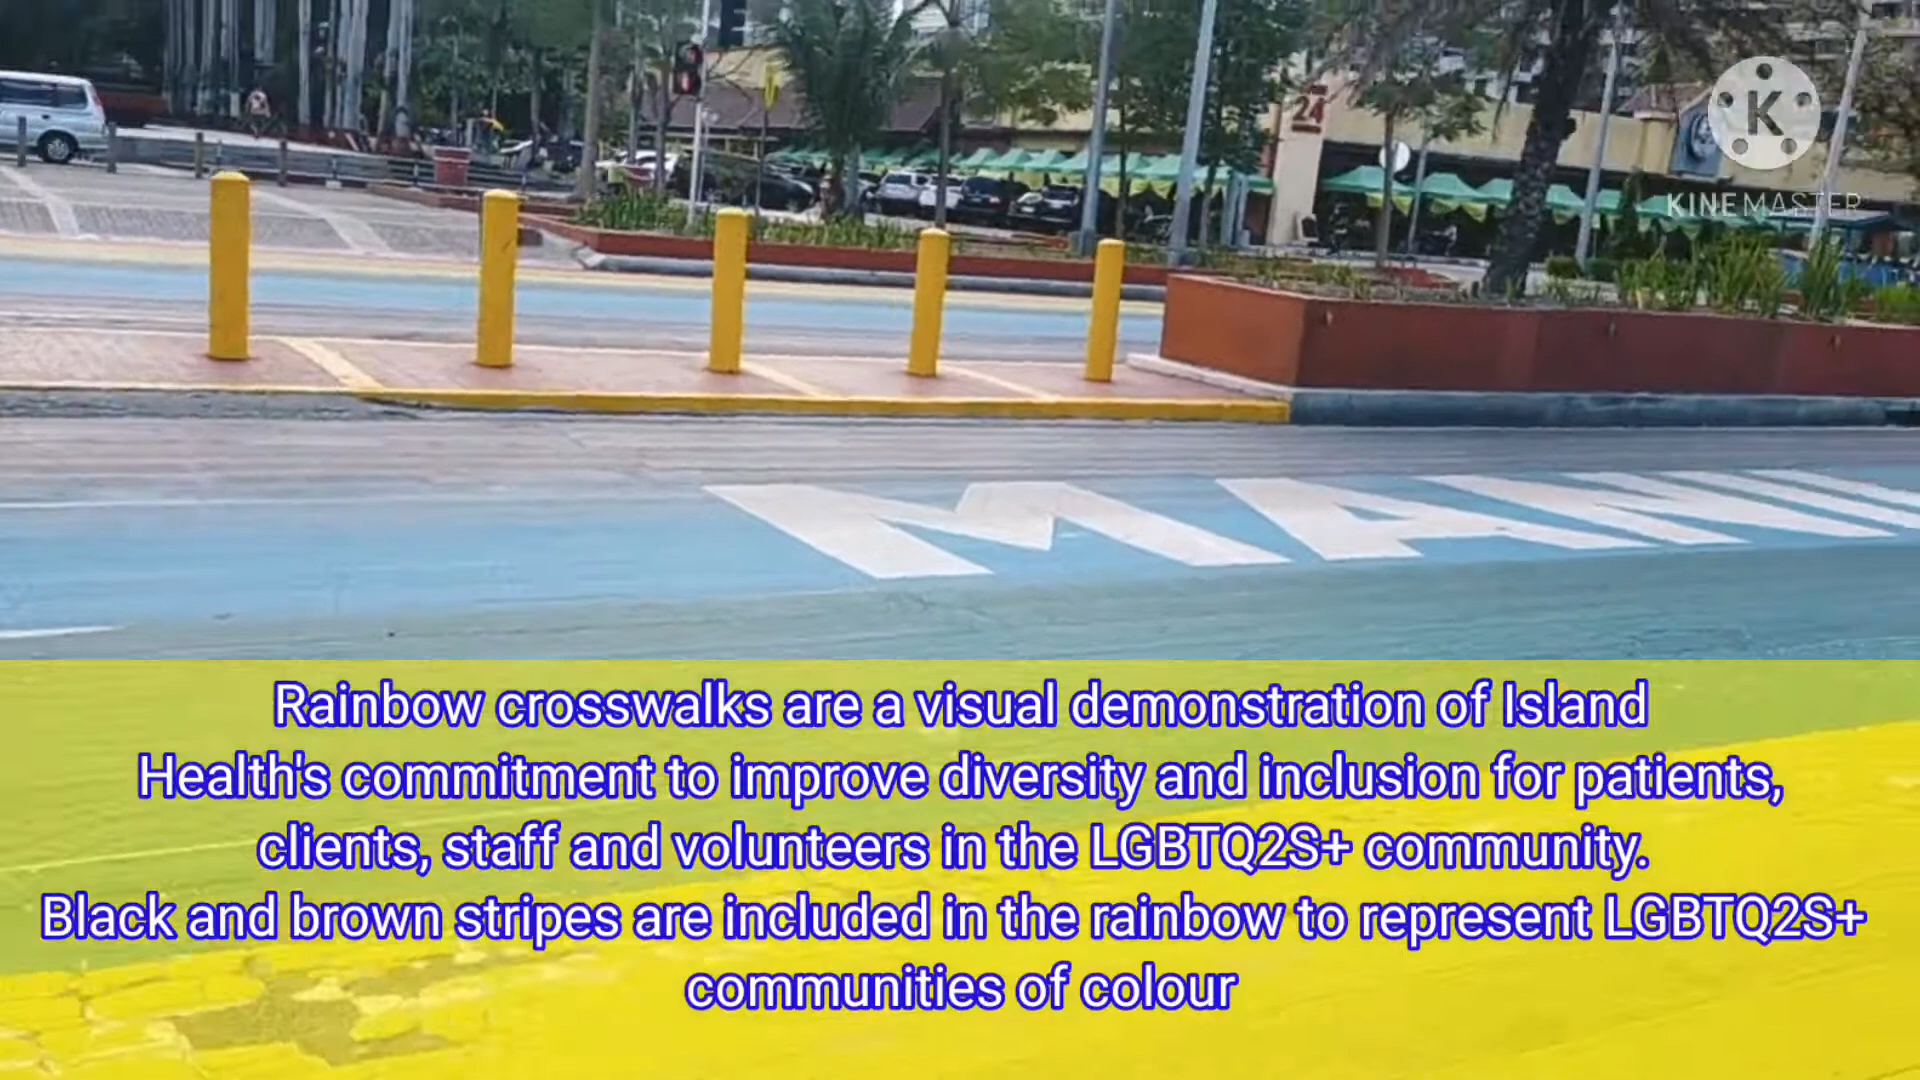 24
K
KINEMASTER
MA
Rainbow crosswalks are a visual demonstration of Island
Health's commitment to improve diversity and inclusion for patients,
clients, staff and volunteers in the LGBTQ2S+ community.
Black and brown stripes are included in the rainbow to represent LGBTQ2S+
communities of colour